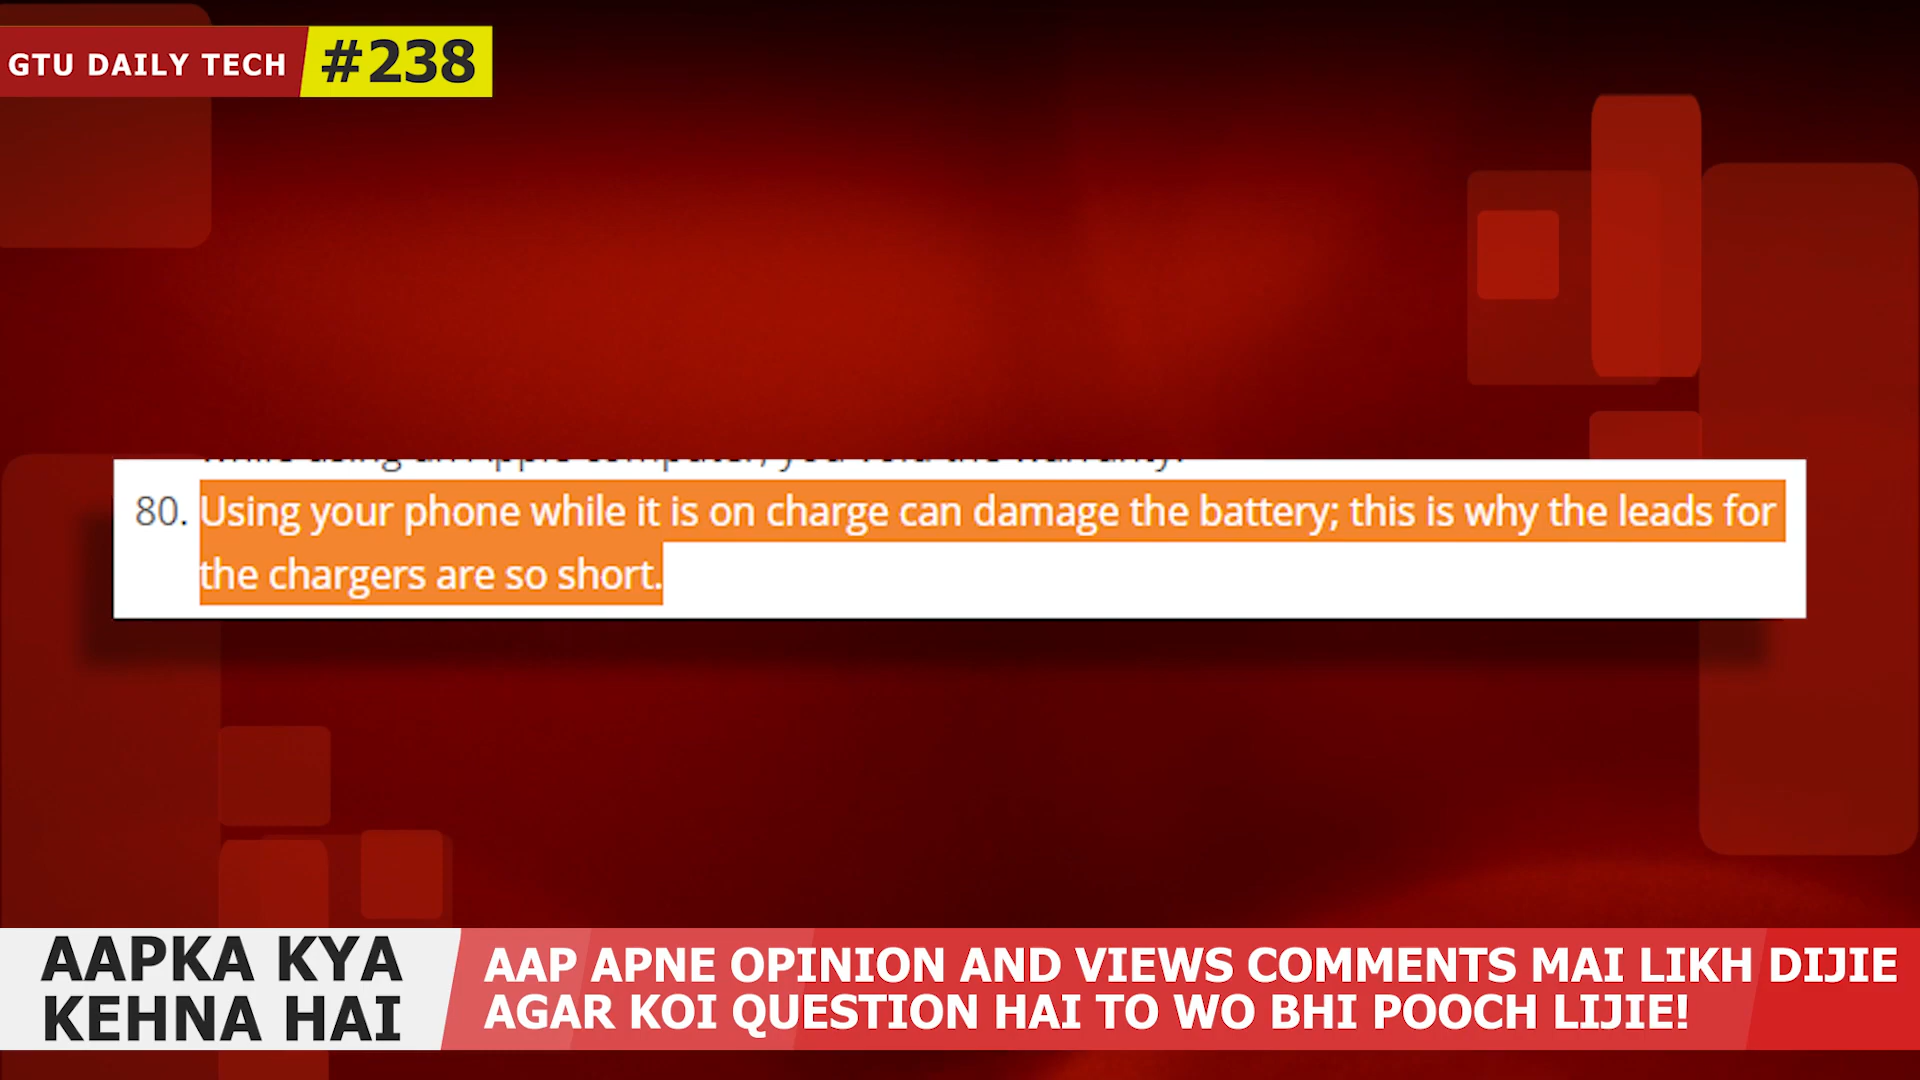 GTU DAILY TECH #238
80. Using your phone while it is on charge can damage the battery; this is why the leads for
the chargers are so short.
AAPKA KYA
KEHNA HAI
AAP APNE OPINION AND VIEWS COMMENTS MAI LIKH DIJIE
AGAR KOI QUESTION HAI TO WO BHI POOCH LIJIE!